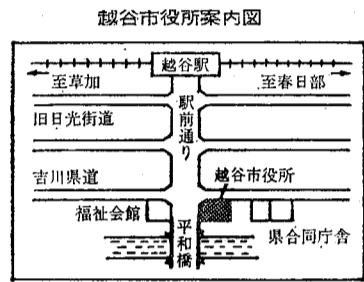 越谷市役所案内図
越谷駅
至草加
至春日部
駅前通り
旧日光街道
吉川県道
越谷市役所
福祉会館
平和橋
県合同庁舎